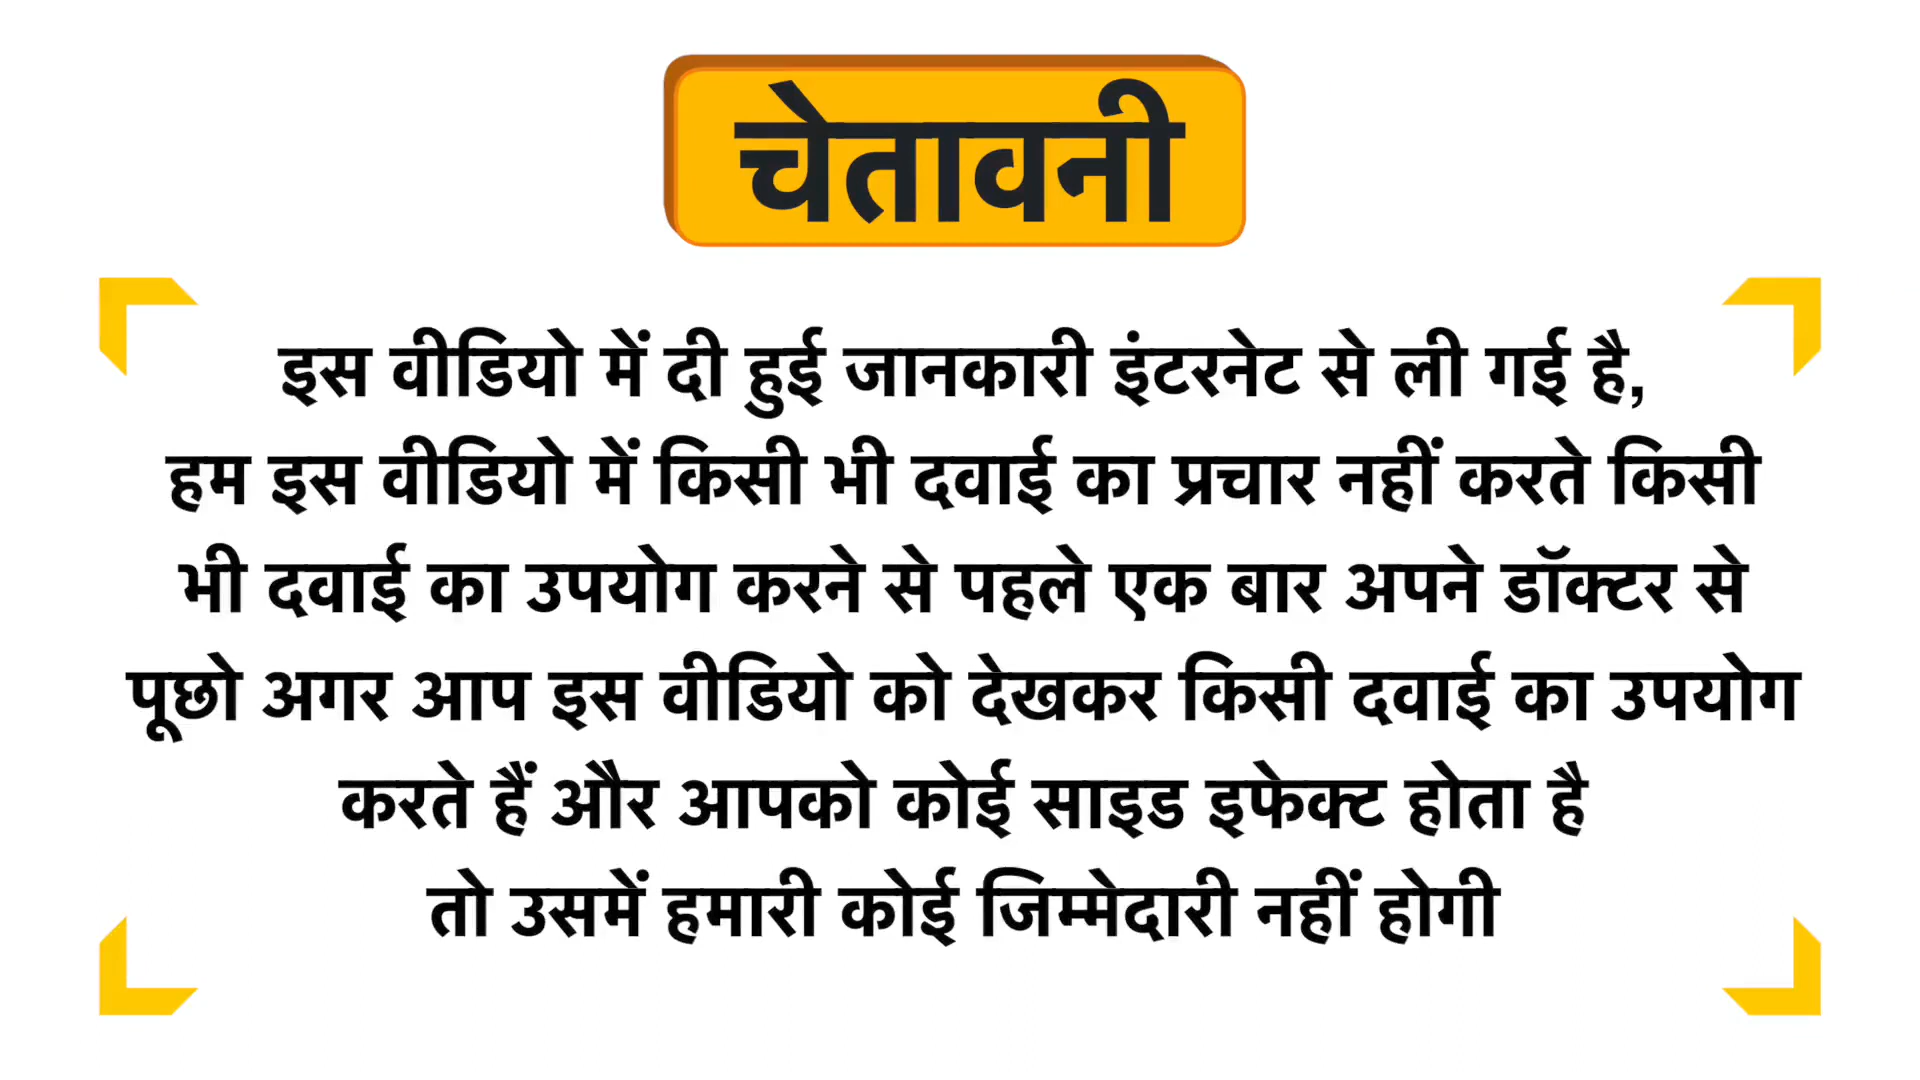 चेतावनी
इस वीडियो में दी हुई जानकारी इंटरनेट से ली गई है,
हम इस वीडियो में किसी भी दवाई का प्रचार नहीं करते किसी
भी दवाई का उपयोग करने से पहले एक बार अपने डॉक्टर से
पूछो अगर आप इस वीडियो को देखकर किसी दवाई का उपयोग
करते हैं और आपको कोई साइड इफेक्ट होता है
तो उसमें हमारी कोई जिम्मेदारी नहीं होगी